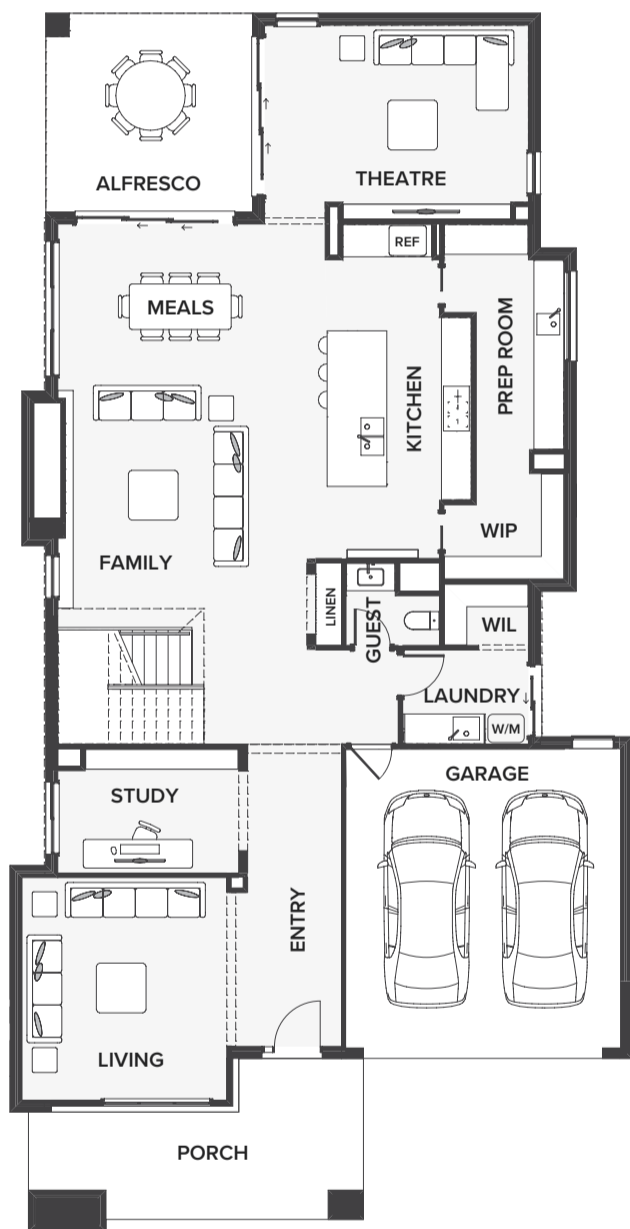 ALFRESCO
THEATRE
REF
MEALS
PREP ROOM
KITCHEN
WIP
FAMILY
LINEN
GUEST
WIL
LAUNDRY
W/M
GARAGE
STUDY
ENTRY
LIVING
PORCH